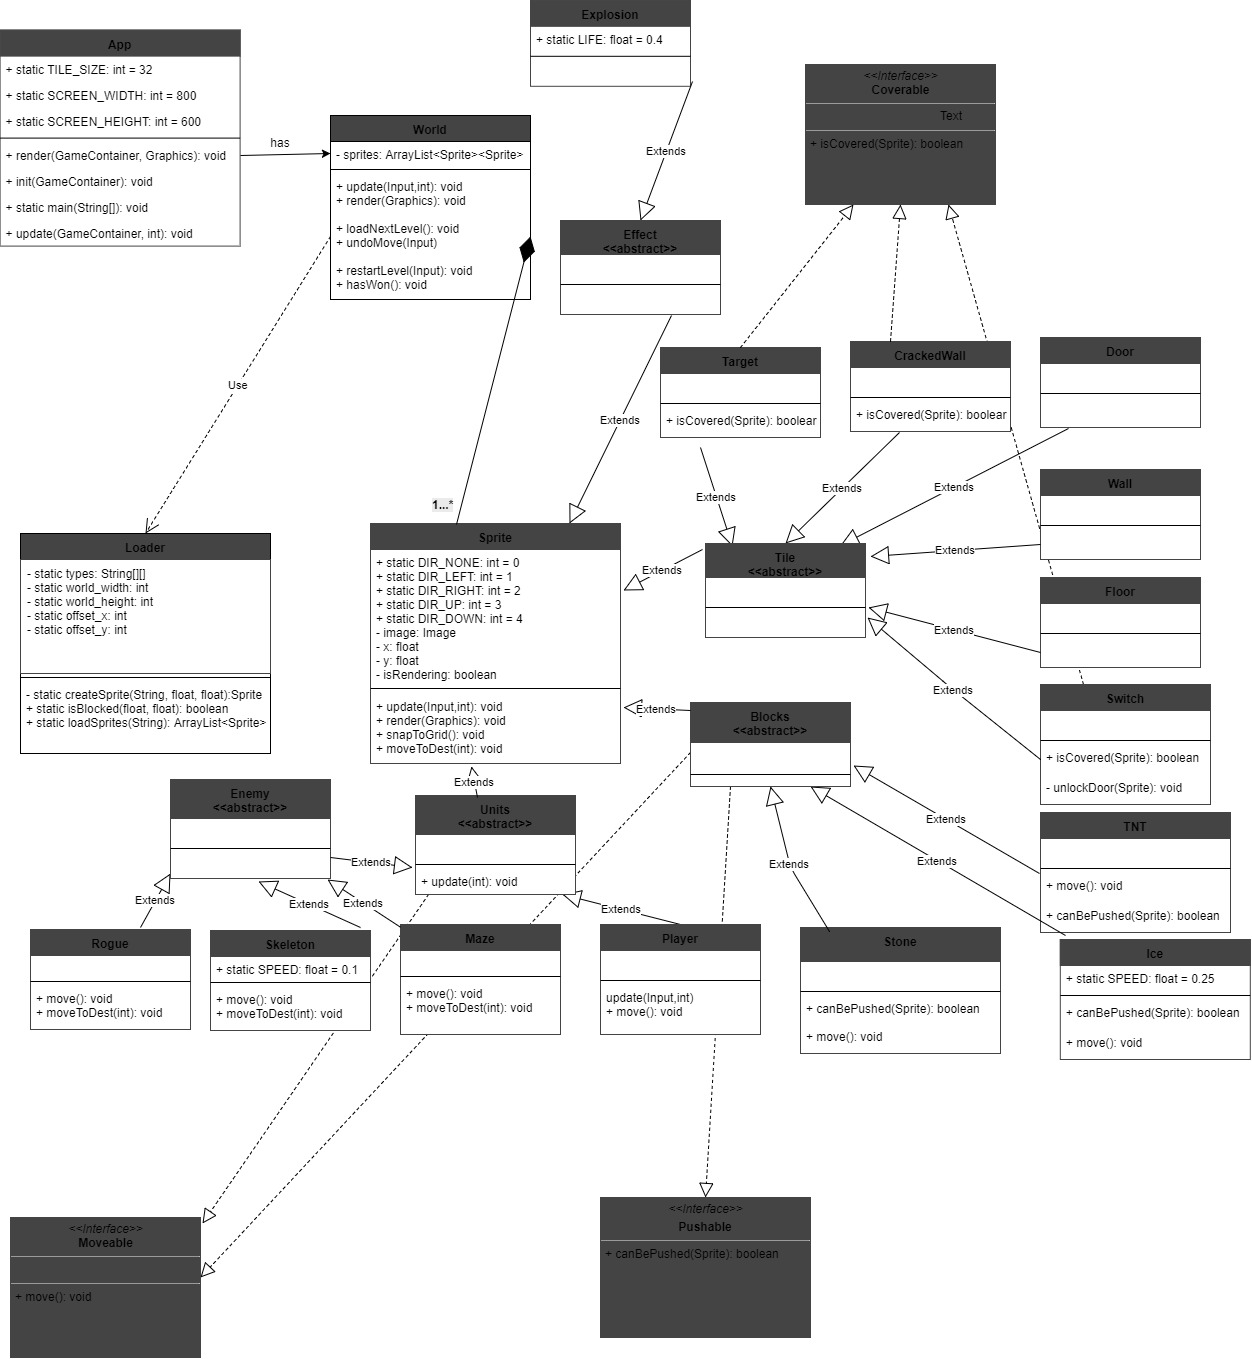 Explosion
+ static LIFE: float = 0.4
App
+ static TILE_SIZE: int = 32
+ static SCREEN_WIDTH: int = 800
+ static SCREEN_HEIGHT: int = 600
+ render(GameContainer, Graphics): void
+ init(GameContainer): void
+ static main(String[]): void
+ update(GameContainer, int): void
has
World
- sprites: ArrayList<Sprite><Sprite>
+ update(Input,int): void
+ render(Graphics): void
+ loadNextLevel(): void
+ undoMove(Input)
+ restartLevel(Input): void
+ hasWon(): void
Extends
<<Interface>>
Coverable
Text
+ isCovered(Sprite): boolean
Effect
<<abstract>>
Use
Extends
1...*
Target
+ isCovered(Sprite): boolear
CrackedWall
+ isCovered(Sprite): boolear
Door
Extends
Extends
Extends
Wall
Extends
Loader
- static types: String[][]
- static world_width: int
- static world_height: int
- static offset_x: int
- static offset_y: int
- static createSprite(String, float, float):Sprite
+ static isBlocked(float, float): boolean
+ static loadSprites(String): ArrayList<Sprite>
Sprite
+ static DIR_NONE: int = 0
+ static DIR_LEFT: int = 1
+ static DIR_RIGHT: int = 2
+ static DIR_UP: int = 3
+ static DIR_DOWN: int = 4
- image: Image
- x: float
- y: float
- isRendering: boolean
+ update(Input,int): void
+ render(Graphics): void
+ snapToGrid(): void
+ moveToDest(int): void
Extends
Tile
<<abstract>>
Floor
Extends
Extends
Switch
+ isCovered(Sprite): boolean
- unlockDoor(Sprite): void
Extends
Blocks
<<abstract>>
Extends
Enemy
<<abstract>>
Units
<<abstract>>
+ update(int): void
Extends
Extends
TNT
+ move(): void
+ canBePushed(Sprite): boolean
Extends
Extends
Extends
Extends
Extends
Extends
Extends
Rogue
+ move(): void
+ moveToDest(int): void
Skeleton
+ static SPEED: float = 0.1
+ move(): void
+ moveToDest(int): void
Maze
+ move(): void
+ moveToDest(int): void
Player
update(Input,int)
+ move(): void
Stone
+ canBePushed(Sprite): boolean
+ move(): void
Ice
+ static SPEED: float = 0.25
+ canBePushed(Sprite): boolean
+ move(): void
<<Interface>>
Moveable
+ move(): void
<<Interface>>
Pushable
+ canBePushed(Sprite): boolean